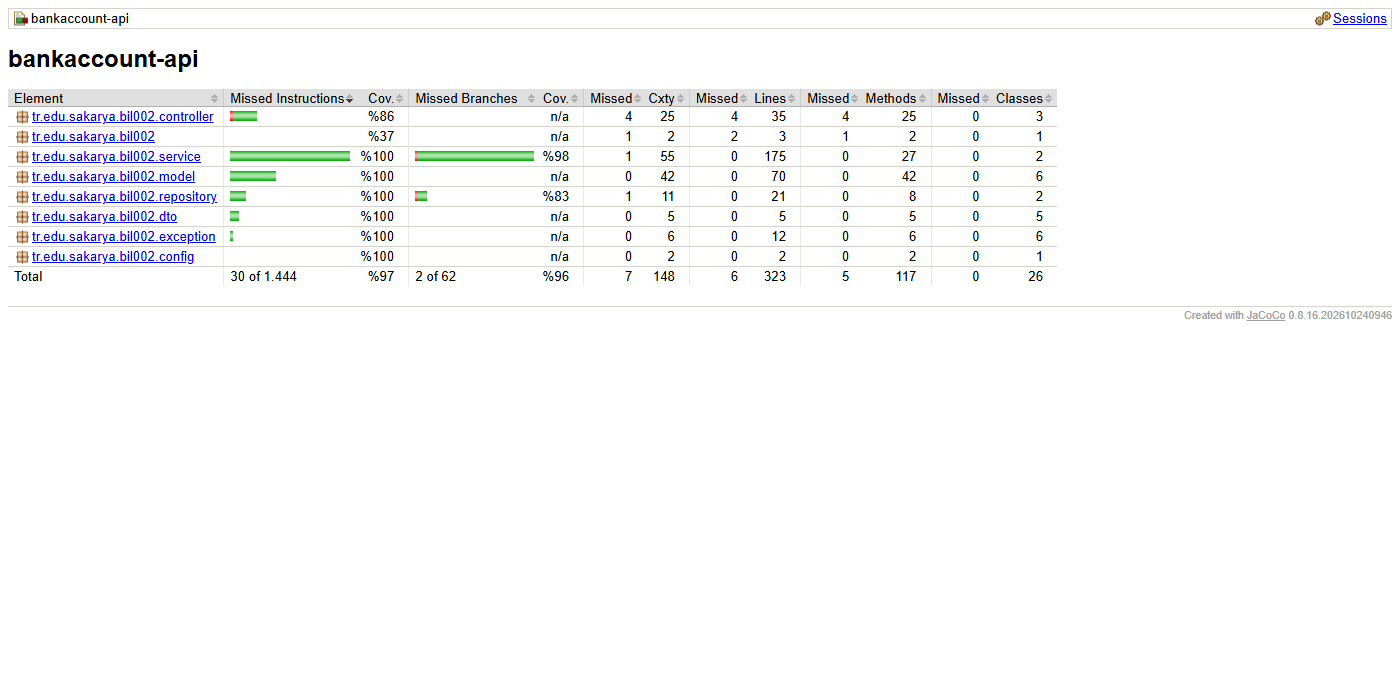 bankaccount-api Sessions
bankaccount-api
Element Missed Instructions Cov. Missed Branches Cov. Missed Cxty Missed Lines Missed Methods Missed Classes
tr.edu.sakarya.bil002.controller %86 n/a 4 25 4 35 4 25 0 3
tr.edu.sakarya.bil002 %37 n/a 1 2 2 3 1 2 0 1
tr.edu.sakarya.bil002.service %100 %98 1 55 0 175 0 27 0 2
tr.edu.sakarya.bil002.model %100 n/a 0 42 0 70 0 42 0 6
tr.edu.sakarya.bil002.repository %100 %83 1 11 0 21 0 8 0 2
tr.edu.sakarya.bil002.dto %100 n/a 0 5 0 5 0 5 0 5
tr.edu.sakarya.bil002.exception %100 n/a 0 6 0 12 0 6 0 6
tr.edu.sakarya.bil002.config %100 n/a 0 2 0 2 0 2 0 1
Total 30 of 1.444 %97 2 of 62 %96 7 148 6 323 5 117 0 26
Created with JaCoCo 0.8.16.202610240946